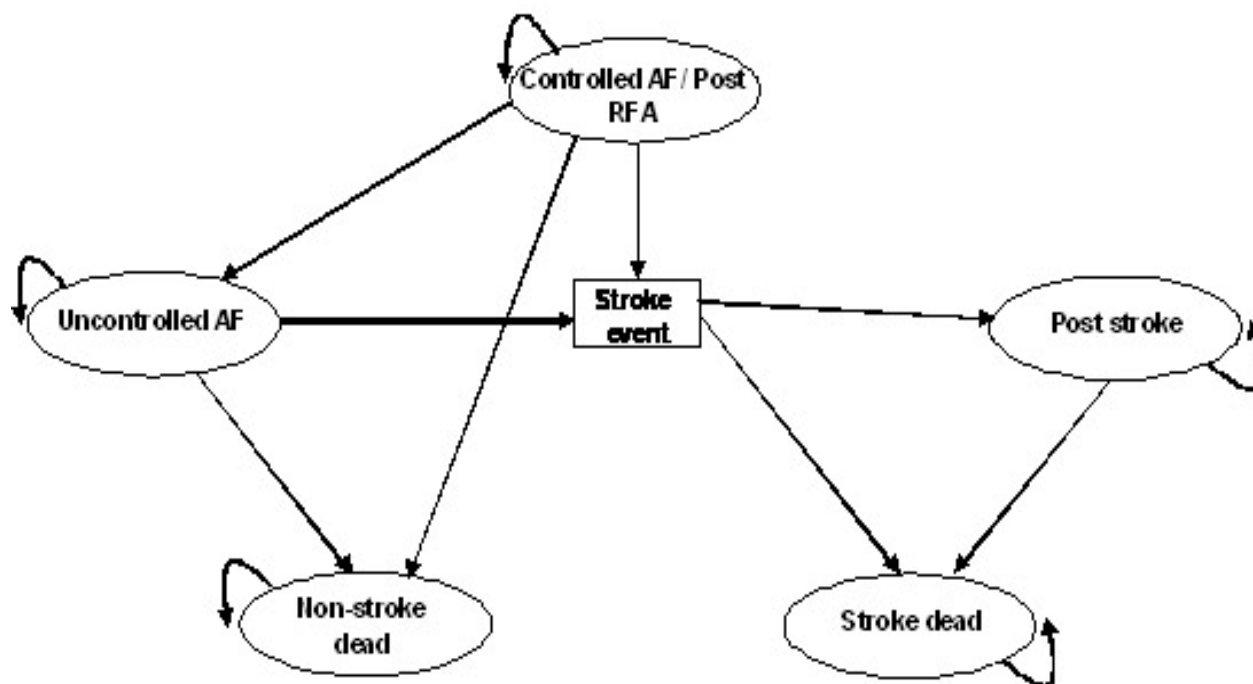 Controlled AF / Post
RFA
Uncontrolled AF
Stroke
event
Post stroke
Non-stroke
dead
Stroke dead